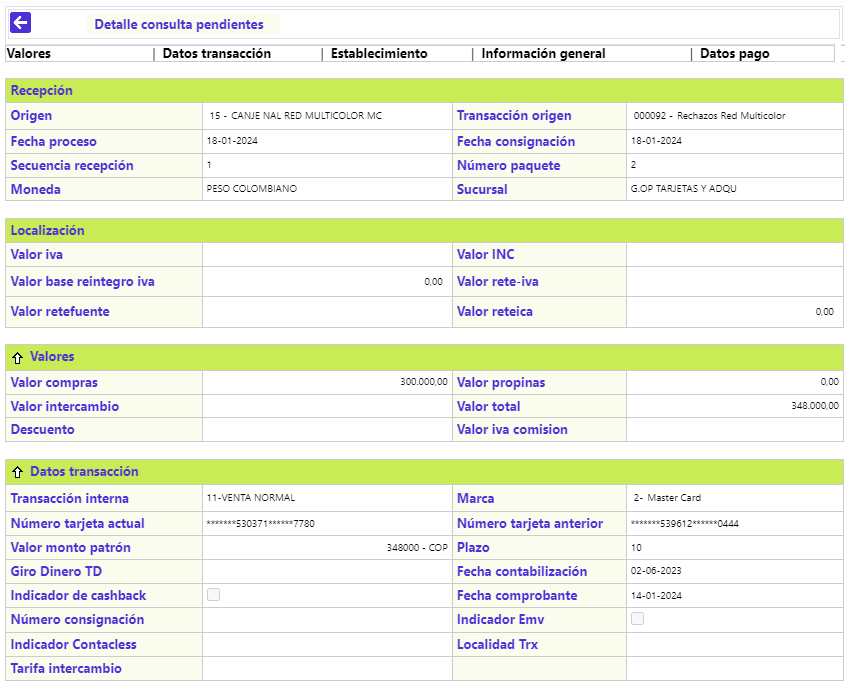 Detalle consulta pendientes
Valores | Datos transacción | Establecimiento | Información general | Datos pago
Recepción
Origen 15 - CANJE NAL RED MULTICOLOR MC Transacción origen 000092 - Rechazos Red Multicolor
Fecha proceso 18-01-2024 Fecha consignación 18-01-2024
Secuencia recepción 1 Número paquete 2
Moneda PESO COLOMBIANO Sucursal G.OP TARJETAS Y ADQU
Localización
Valor iva Valor INC
Valor base reintegro iva 0,00 Valor rete-iva
Valor retefuente Valor reteica 0,00
Valores
Valor compras 300.000,00 Valor propinas 0,00
Valor intercambio Valor total 348.000,00
Descuento Valor iva comision
Datos transacción
Transacción interna 11-VENTA NORMAL Marca 2- Master Card
Número tarjeta actual *******530371******7780 Número tarjeta anterior *******539612******0444
Valor monto patrón 348000 - COP Plazo 10
Giro Dinero TD Fecha contabilización 02-06-2023
Indicador de cashback Fecha comprobante 14-01-2024
Número consignación Indicador Emv
Indicador Contacless Localidad Trx
Tarifa intercambio